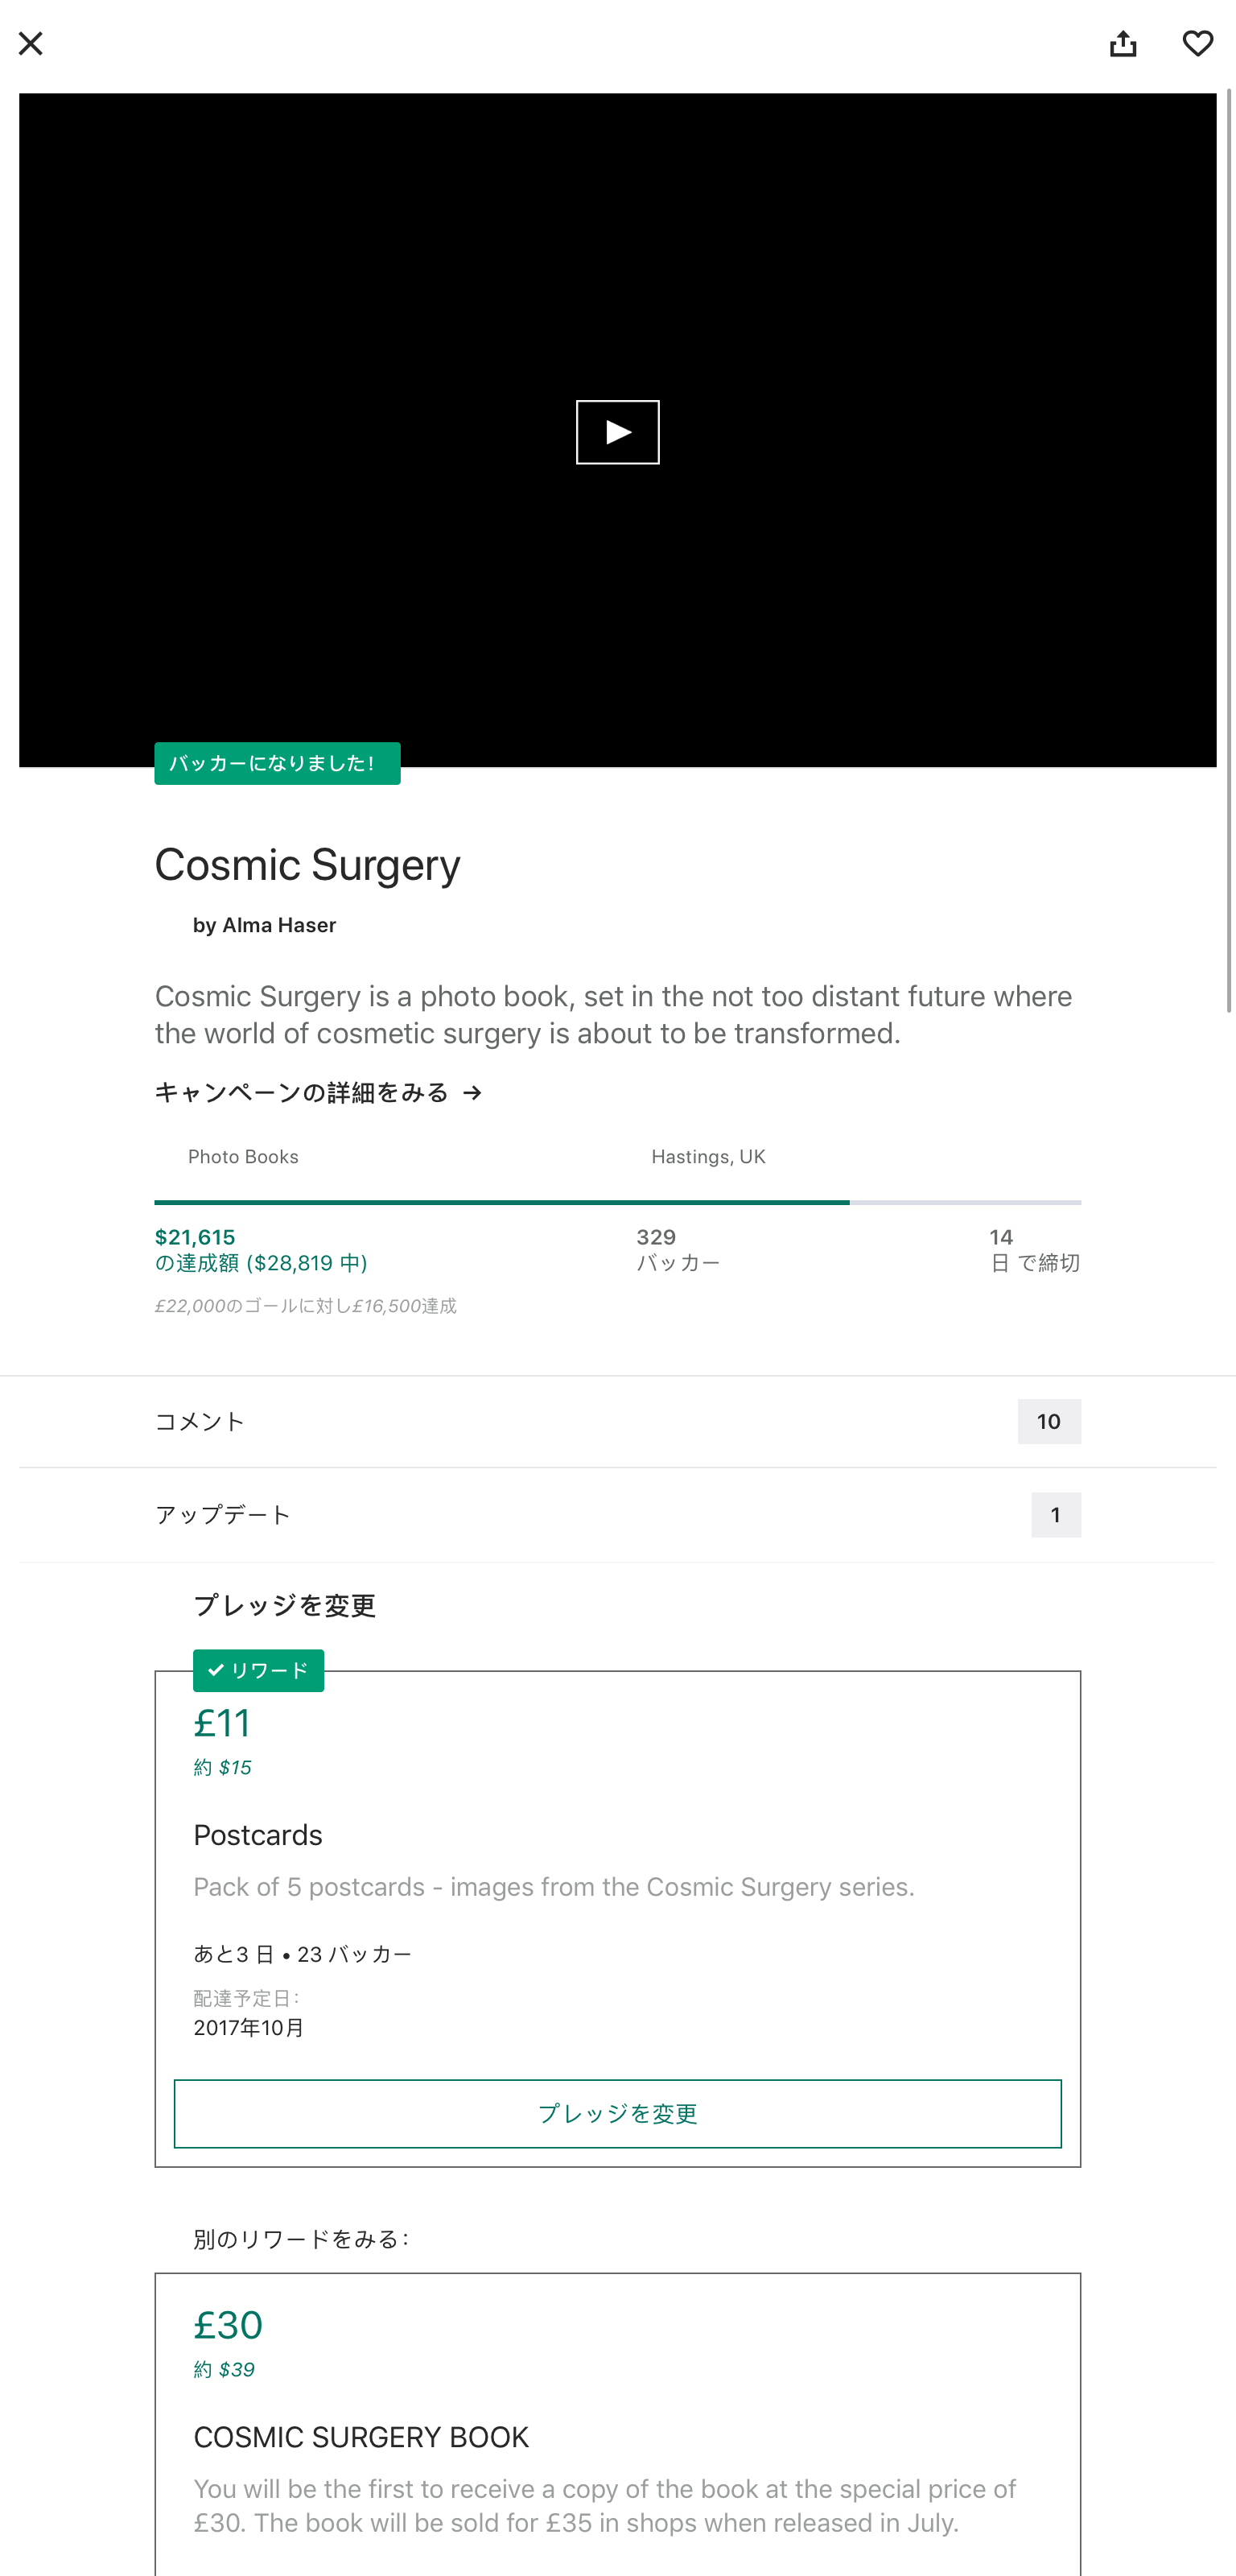 バッカーになりました!
Cosmic Surgery
by Alma Haser
Cosmic Surgery is a photo book, set in the not too distant future where
the world of cosmetic surgery is about to be transformed.
キャンペーンの詳細をみる →
Photo Books
Hastings, UK
$21,615
の達成額 ($28,819 中)
329
バッカー
14
日 で締切
£22,000のゴールに対し£16,500達成
コメント
10
アップデート
1
プレッジを変更
✔ リワード
£11
約 $15
Postcards
Pack of 5 postcards - images from the Cosmic Surgery series.
あと3 日 • 23 バッカー
配達予定日:
2017年10月
プレッジを変更
別のリワードをみる:
£30
約 $39
COSMIC SURGERY BOOK
You will be the first to receive a copy of the book at the special price of
£30. The book will be sold for £35 in shops when released in July.